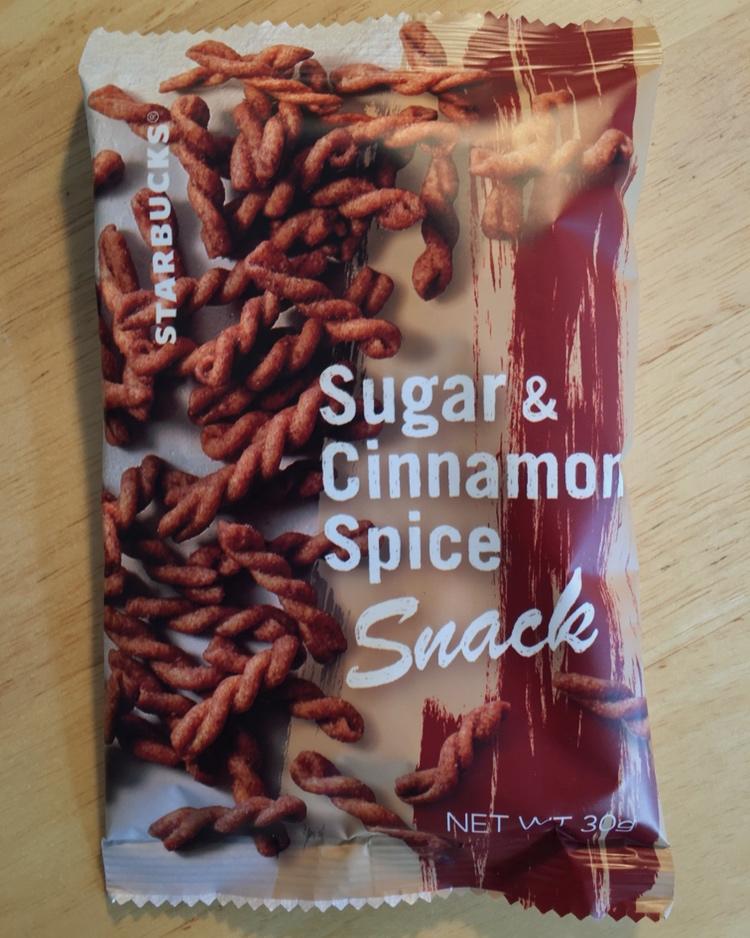 STARBUCKS®
Sugar &
Cinnamon
Spice
Snack
NET WT 30g